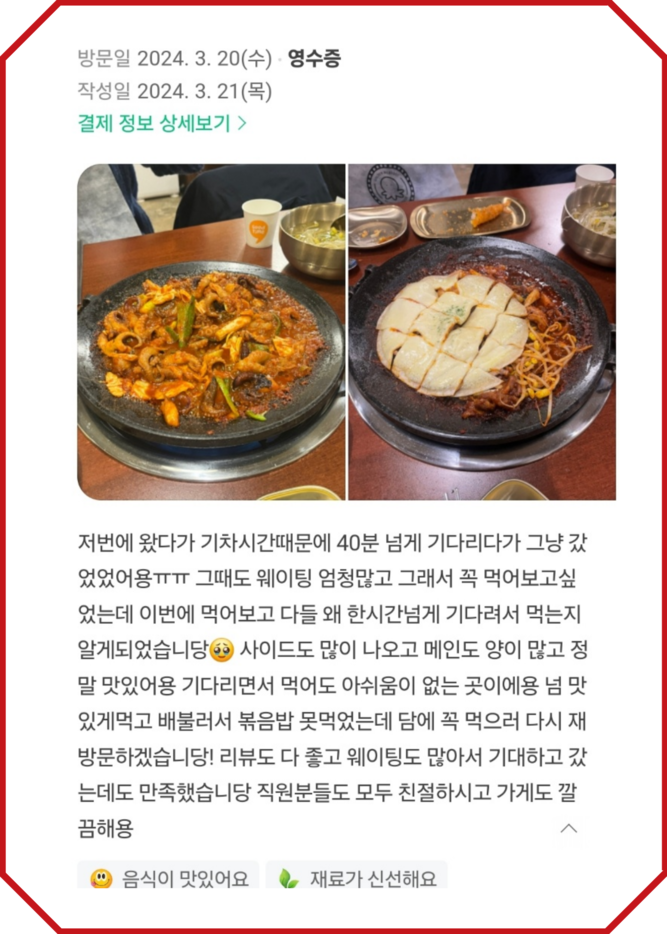 방문일 2024. 3. 20(수) · 영수증
작성일 2024. 3. 21(목)
결제 정보 상세보기 >
저번에 왔다가 기차시간때문에 40분 넘게 기다리다가 그냥 갔
었었어용ㅠㅠ 그때도 웨이팅 엄청많고 그래서 꼭 먹어보고싶
었는데 이번에 먹어보고 다들 왜 한시간넘게 기다려서 먹는지
알게되었습니당🥹 사이드도 많이 나오고 메인도 양이 많고 정
말 맛있어용 기다리면서 먹어도 아쉬움이 없는 곳이에용 넘 맛
있게먹고 배불러서 볶음밥 못먹었는데 담에 꼭 먹으러 다시 재
방문하겠습니당! 리뷰도 다 좋고 웨이팅도 많아서 기대하고 갔
는데도 만족했습니당 직원분들도 모두 친절하시고 가게도 깔
끔해용
음식이 맛있어요 재료가 신선해요